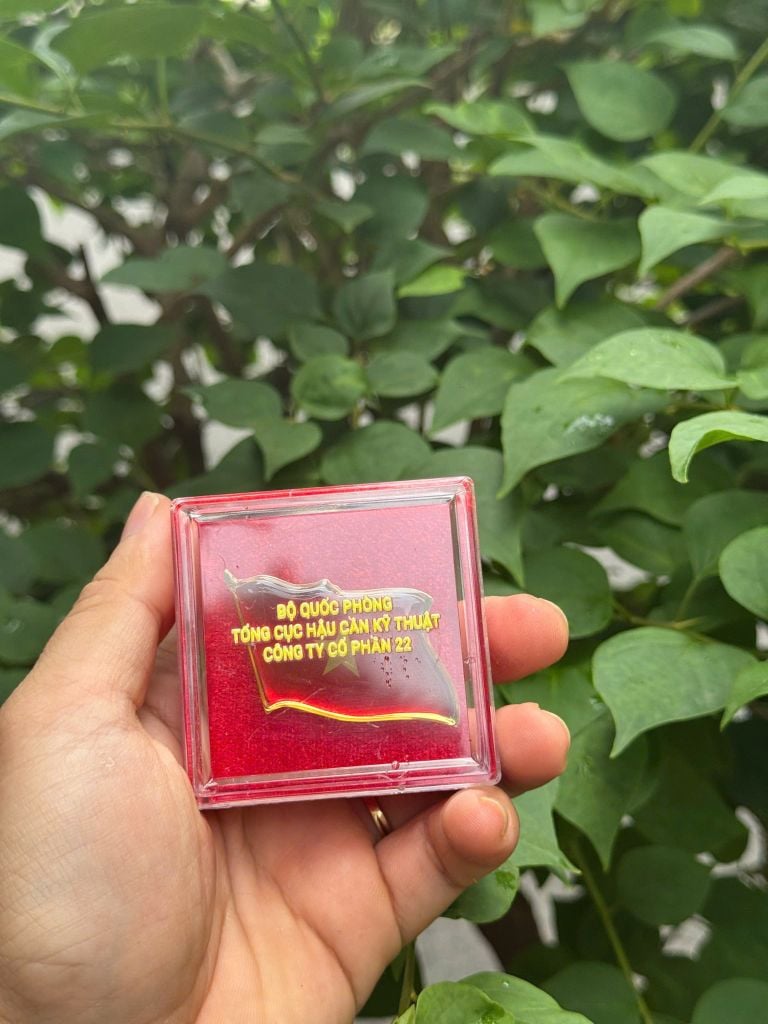 BỘ QUỐC PHÒNG
TỔNG CỤC HẬU CẦN KỸ THUẬT
CÔNG TY CỔ PHẦN 22